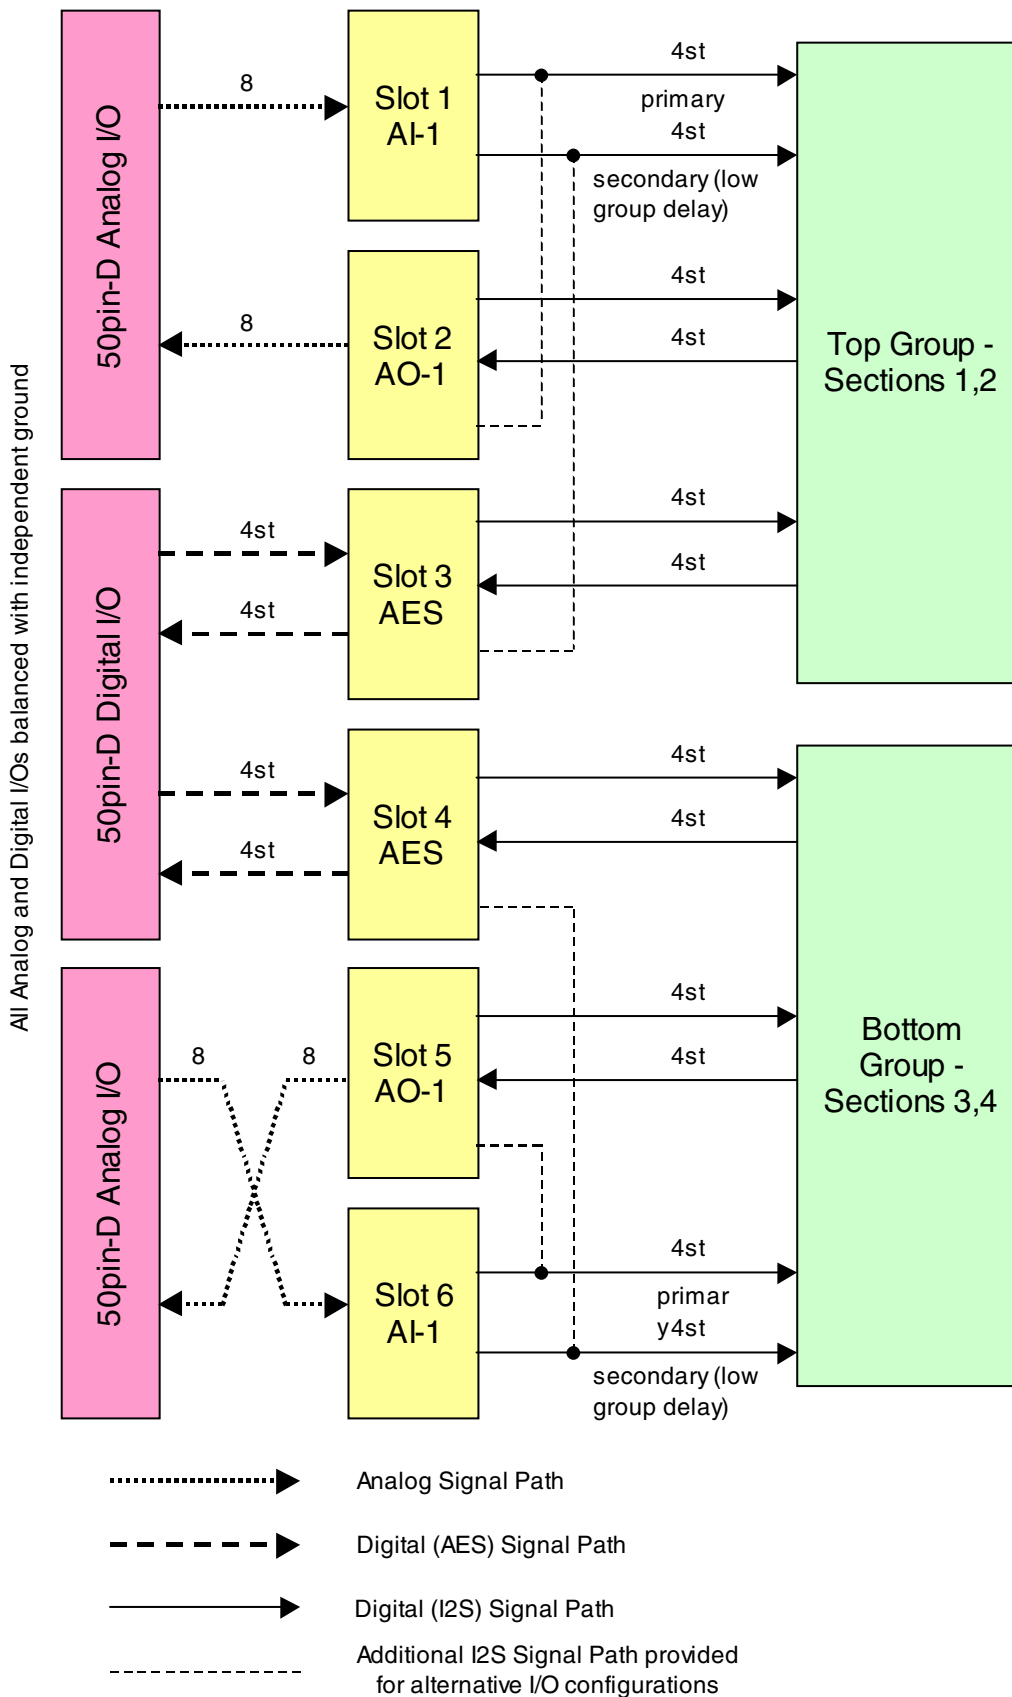 All Analog and Digital I/Os balanced with independent ground
50pin-D Analog I/O
8
Slot 1
AI-1
4st
primary
4st
secondary (low
group delay)
8
Slot 2
AO-1
4st
4st
Top Group -
Sections 1,2
50pin-D Digital I/O
4st
4st
Slot 3
AES
4st
4st
4st
4st
Slot 4
AES
4st
4st
50pin-D Analog I/O
8
8
Slot 5
AO-1
4st
4st
Bottom
Group -
Sections 3,4
Slot 6
AI-1
4st
primar
y4st
secondary (low
group delay)
Analog Signal Path
Digital (AES) Signal Path
Digital (I2S) Signal Path
Additional I2S Signal Path provided
for alternative I/O configurations